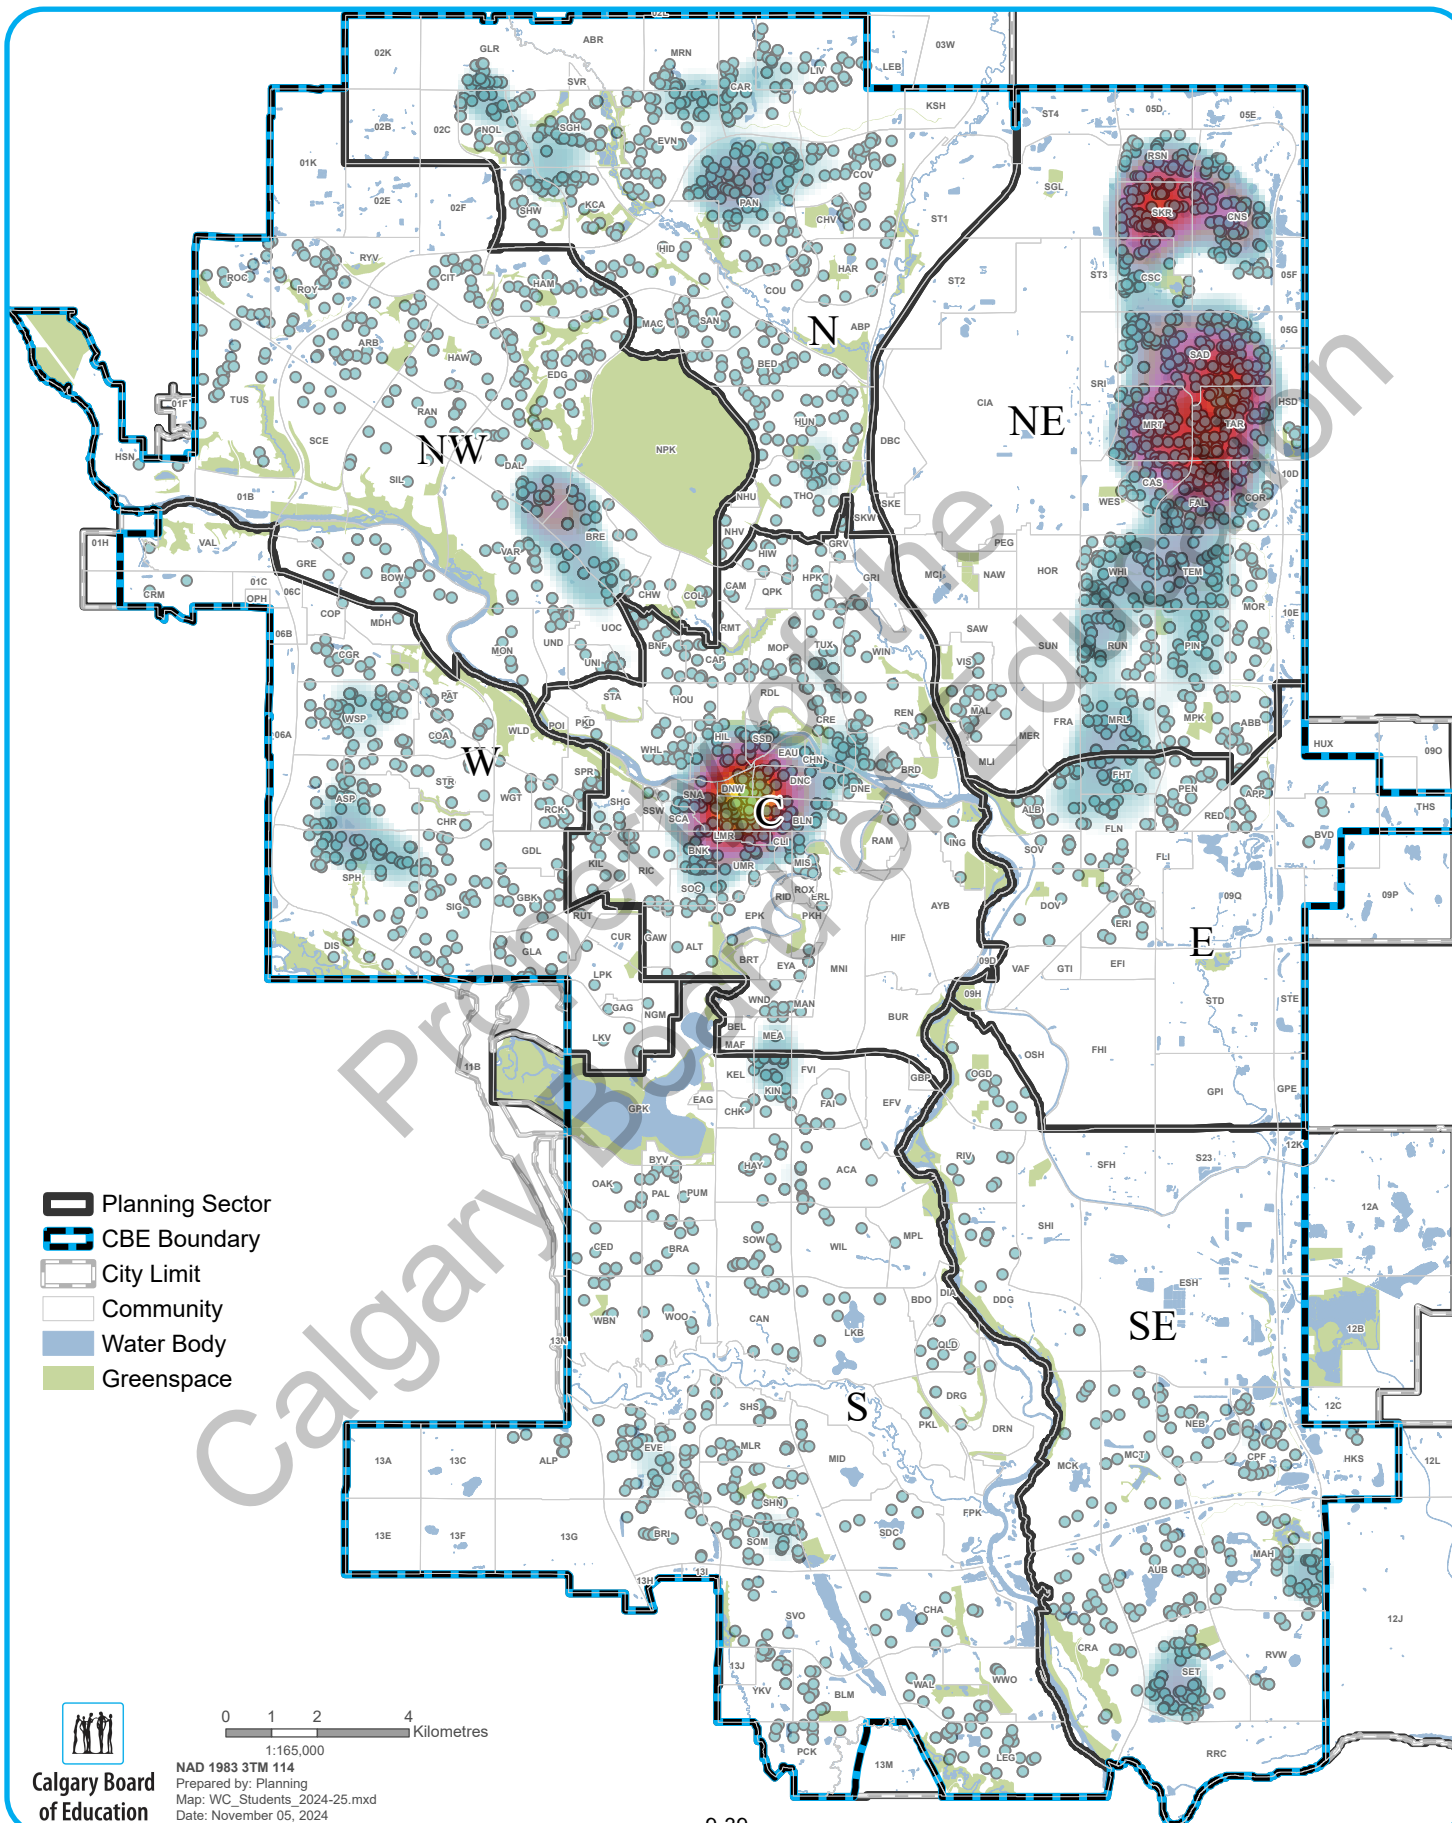 02L
02K
GLR
ABR
MRN
CAR
LIV
LEB
03W
SVR
KSH
ST4
05D
05E
02B
02C
NOL
SGH
EVN
COV
RSN
01K
02E
02F
SHW
KCA
PAN
CHV
ST1
SGL
SKR
CNS
RYV
ROC
ROY
CIT
HAM
HID
COU
HAR
ST2
ST3
CSC
05F
MAC
SAN
N
ABP
05G
ARB
HAW
EDG
BED
SAD
SRI
CIA
NE
01F
TUS
RAN
NW
SCE
HUN
DBC
MRT
TAR
HSD
HSN
DAL
NPK
SIL
01B
NHU
THO
SKE
SKW
CAS
WES
FAL
COR
10D
01H
VAL
VAR
BRE
NHV
HIW
GRV
PEG
GRE
BOW
01C
OPH
06C
CRM
COP
MDH
CHW
COL
CAM
QPK
HPK
GRI
MCI
NAW
HOR
WHI
TEM
MOR
10E
06B
CGR
MON
UND
UOC
UNI
BNF
CAP
RMT
MOP
TUX
WIN
SAW
VIS
SUN
RUN
PIN
PAT
STA
HOU
RDL
CRE
REN
MAL
FRA
MRL
MPK
ABB
06A
WSP
COA
W
WLD
POI
PKD
WHL
HIL
SSD
EAU
CHN
MER
MLI
HUX
09O
STR
SPR
SNA
DNW
DNC
DNE
BRD
FHT
PEN
APP
ASP
WGT
RCK
SHG
SSW
SCA
C
BLN
ALB
RED
THS
CHR
LMR
CLI
RAM
ING
SOV
FLN
BVD
GDL
KIL
RIC
BNK
UMR
MIS
FLI
SPH
SOC
RID
ROX
ERL
AYB
DOV
09Q
09P
SIG
GBK
RUT
EPK
PKH
ERI
DIS
GLA
CUR
GAW
ALT
HIF
E
LPK
BRT
EYA
MNI
09D
VAF
GTI
EFI
GAG
NGM
WND
MAN
BUR
09H
STD
STE
LKV
BEL
MAF
MEA
OSH
FHI
11B
KEL
FVI
GBP
OGD
GPI
GPE
GPK
EAG
CHK
KIN
FAI
EFV
12K
BYV
HAY
ACA
RIV
SFH
S23
OAK
PAL
PUM
12A
CED
BRA
SOW
WIL
MPL
SHI
ESH
WBN
WOO
CAN
LKB
BDO
DIA
DDG
SE
12B
13N
QLD
S
DRG
12C
SHS
PKL
DRN
NEB
13A
13C
ALP
EVE
MLR
MID
MCK
MCT
CPF
HKS
12L
13E
13F
13G
BRI
SHN
SOM
SDC
FPK
AUB
MAH
13H
13I
SVO
CHA
12J
CRA
13J
YKV
BLM
WAL
WWO
SET
RVW
PCK
13M
LEG
RRC
Property of the
Calgary Board of Education
Planning Sector
CBE Boundary
City Limit
Community
Water Body
Greenspace
0 1 2 4
Kilometres
1:165,000
Calgary Board
of Education
NAD 1983 3TM 114
Prepared by: Planning
Map: WC_Students_2024-25.mxd
Date: November 05, 2024
9-39